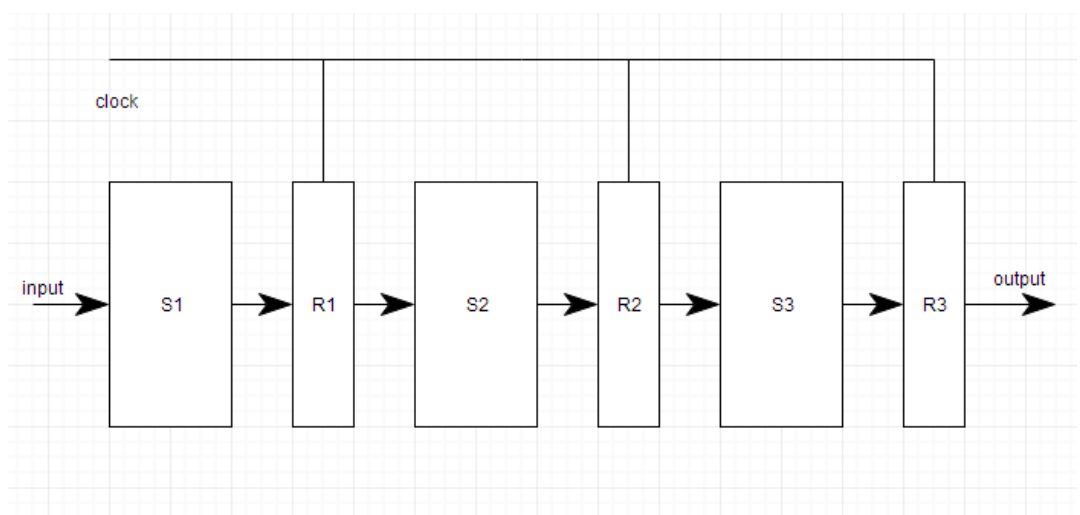 clock
input
S1
R1
S2
R2
S3
R3
output